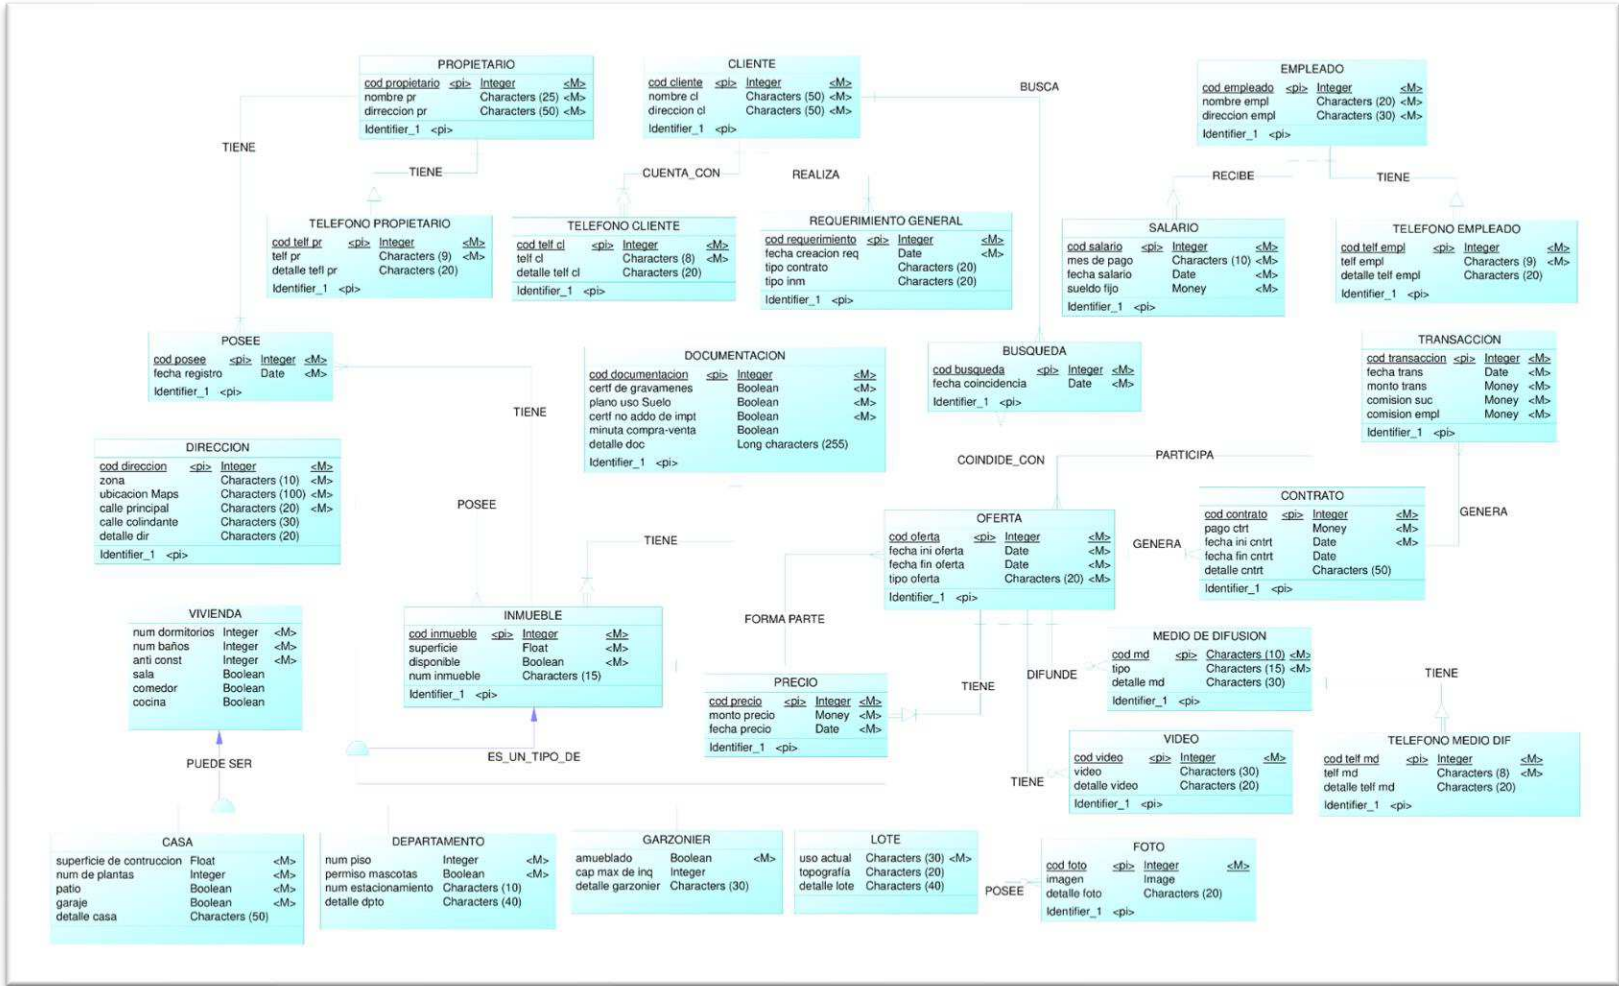 PROPIETARIO
cod propietario <pi> Integer <M>
nombre pr Characters (25) <M>
dirreccion pr Characters (50) <M>
Identifier_1 <pi>
CLIENTE
cod cliente <pi> Integer <M>
nombre cl Characters (50) <M>
direccion cl Characters (50) <M>
Identifier_1 <pi>
BUSCA
EMPLEADO
cod empleado <pi> Integer <M>
nombre empl Characters (20) <M>
direccion empl Characters (30) <M>
Identifier_1 <pi>
TIENE
TIENE
CUENTA_CON
REALIZA
RECIBE
TIENE
TELEFONO PROPIETARIO
cod telf pr <pi> Integer <M>
telf pr Characters (9) <M>
detalle tefl pr Characters (20)
Identifier_1 <pi>
TELEFONO CLIENTE
cod telf cl <pi> Integer <M>
telf cl Characters (8) <M>
detalle telf cl Characters (20)
Identifier_1 <pi>
REQUERIMIENTO GENERAL
cod requerimiento <pi> Integer <M>
fecha creacion req Date <M>
tipo contrato Characters (20)
tipo inm Characters (20)
Identifier_1 <pi>
SALARIO
cod salario <pi> Integer <M>
mes de pago Characters (10) <M>
fecha salario Date <M>
sueldo fijo Money <M>
Identifier_1 <pi>
TELEFONO EMPLEADO
cod telf empl <pi> Integer <M>
telf empl Characters (9) <M>
detalle telf empl Characters (20)
Identifier_1 <pi>
POSEE
cod posee <pi> Integer <M>
fecha registro Date <M>
Identifier_1 <pi>
DOCUMENTACION
cod documentacion <pi> Integer <M>
certf de gravamenes Boolean <M>
plano uso Suelo Boolean <M>
certf no addo de impt Boolean <M>
minuta compra-venta Boolean
detalle doc Long characters (255)
Identifier_1 <pi>
BUSQUEDA
cod busqueda <pi> Integer <M>
fecha coincidencia Date <M>
Identifier_1 <pi>
TRANSACCION
cod transaccion <pi> Integer <M>
fecha trans Date <M>
monto trans Money <M>
comision suc Money <M>
comision empl Money <M>
Identifier_1 <pi>
TIENE
DIRECCION
cod direccion <pi> Integer <M>
zona Characters (10) <M>
ubicacion Maps Characters (100) <M>
calle principal Characters (20) <M>
calle colindante Characters (30)
detalle dir Characters (20)
Identifier_1 <pi>
COINDIDE_CON
PARTICIPA
POSEE
TIENE
OFERTA
cod oferta <pi> Integer <M>
fecha ini oferta Date <M>
fecha fin oferta Date <M>
tipo oferta Characters (20) <M>
Identifier_1 <pi>
GENERA
CONTRATO
cod contrato <pi> Integer <M>
pago ctrt Money <M>
fecha ini cntrt Date <M>
fecha fin cntrt Date
detalle cntrt Characters (50)
Identifier_1 <pi>
GENERA
VIVIENDA
num dormitorios Integer <M>
num baños Integer <M>
anti const Integer <M>
sala Boolean
comedor Boolean
cocina Boolean
INMUEBLE
cod inmueble <pi> Integer <M>
superficie Float <M>
disponible Boolean <M>
num inmueble Characters (15)
Identifier_1 <pi>
FORMA PARTE
PRECIO
cod precio <pi> Integer <M>
monto precio Money <M>
fecha precio Date <M>
Identifier_1 <pi>
TIENE
DIFUNDE
MEDIO DE DIFUSION
cod md <pi> Characters (10) <M>
tipo Characters (15) <M>
detalle md Characters (30)
Identifier_1 <pi>
TIENE
PUEDE SER
ES_UN_TIPO_DE
TIENE
VIDEO
cod video <pi> Integer <M>
video Characters (30)
detalle video Characters (20)
Identifier_1 <pi>
TELEFONO MEDIO DIF
cod telf md <pi> Integer <M>
telf md Characters (8) <M>
detalle telf md Characters (20)
Identifier_1 <pi>
CASA
superficie de contruccion Float <M>
num de plantas Integer <M>
patio Boolean <M>
garaje Boolean <M>
detalle casa Characters (50)
DEPARTAMENTO
num piso Integer <M>
permiso mascotas Boolean <M>
num estacionamiento Characters (10)
detalle dpto Characters (40)
GARZONIER
amueblado Boolean <M>
cap max de inq Integer
detalle garzonier Characters (30)
LOTE
uso actual Characters (30) <M>
topografía Characters (20)
detalle lote Characters (40)
POSEE
FOTO
cod foto <pi> Integer <M>
imagen Image
detalle foto Characters (20)
Identifier_1 <pi>